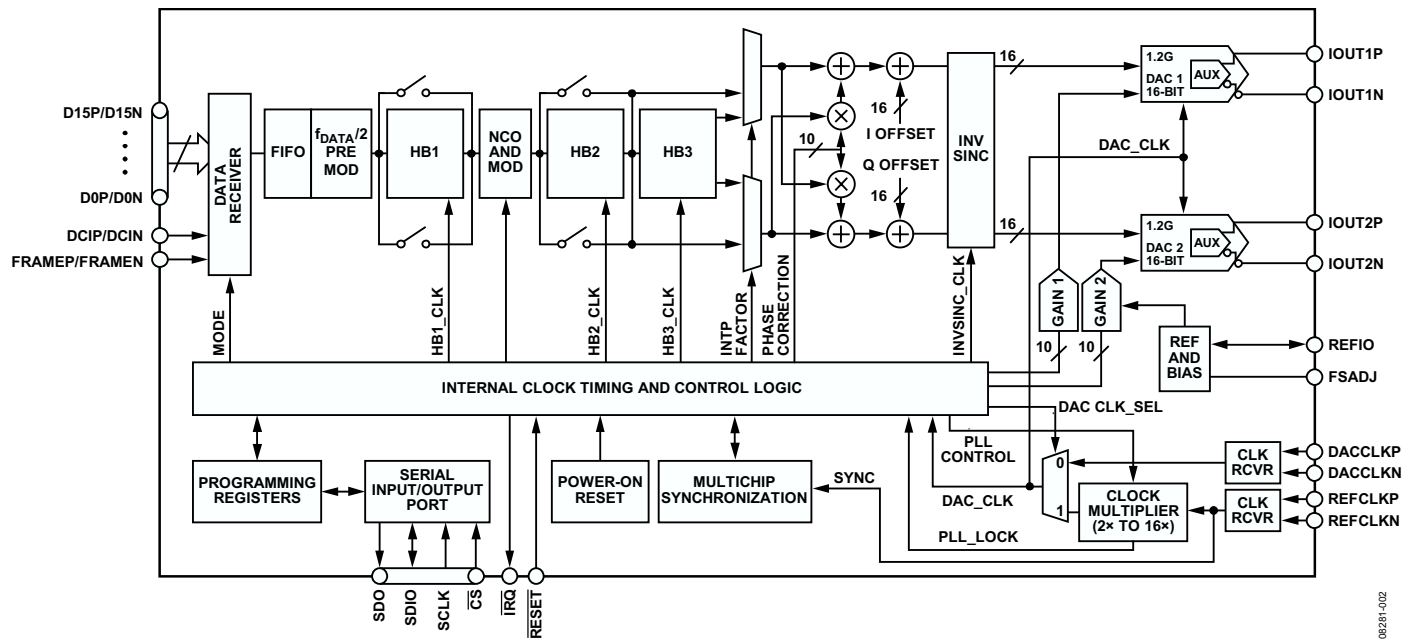 D15P/D15N
D0P/D0N
DCIP/DCIN
FRAMEP/FRAMEN
DATA
RECEIVER
FIFO
fDATA/2
PRE
MOD
HB1
NCO
AND
MOD
HB2
HB3
16
I OFFSET
10
Q OFFSET
16
INV
SINC
16
16
1.2G
DAC 1
16-BIT
AUX
IOUT1P
IOUT1N
DAC_CLK
1.2G
DAC 2
16-BIT
AUX
IOUT2P
IOUT2N
MODE
HB1_CLK
HB2_CLK
HB3_CLK
INTP
FACTOR
PHASE
CORRECTION
INVSINC_CLK
GAIN 1
GAIN 2
10
10
REF
AND
BIAS
REFIO
FSADJ
INTERNAL CLOCK TIMING AND CONTROL LOGIC
DAC CLK_SEL
PLL
CONTROL
PROGRAMMING
REGISTERS
SERIAL
INPUT/OUTPUT
PORT
POWER-ON
RESET
MULTICHIP
SYNCHRONIZATION
SYNC
DAC_CLK
PLL_LOCK
0
1
CLOCK
MULTIPLIER
(2× TO 16×)
CLK
RCVR
CLK
RCVR
DACCLKP
DACCLKN
REFCLKP
REFCLKN
SDO
SDIO
SCLK
CS
IRQ
RESET
08281-002